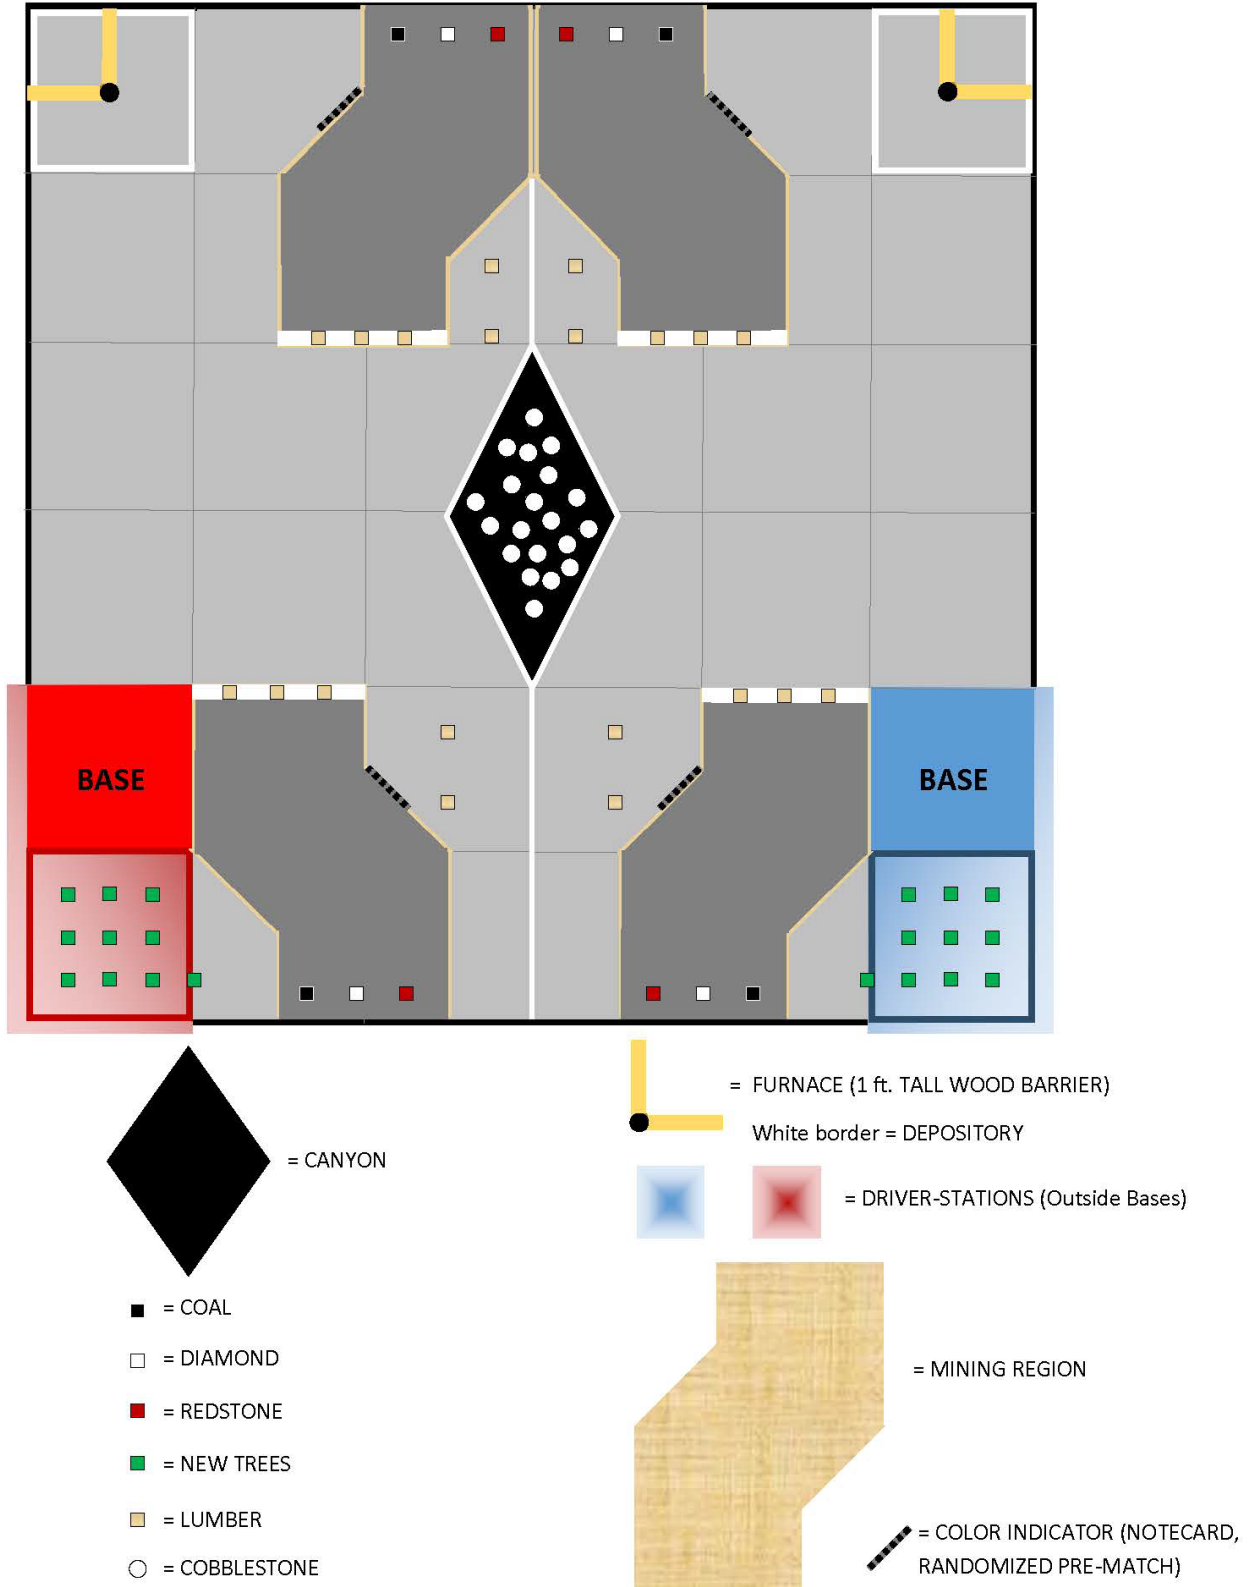 BASE
BASE
= FURNACE (1 ft. TALL WOOD BARRIER)
White border = DEPOSITORY
= CANYON
= DRIVER-STATIONS (Outside Bases)
= COAL
= DIAMOND
= REDSTONE
= NEW TREES
= LUMBER
= COBBLESTONE
= MINING REGION
= COLOR INDICATOR (NOTECARD,
RANDOMIZED PRE-MATCH)